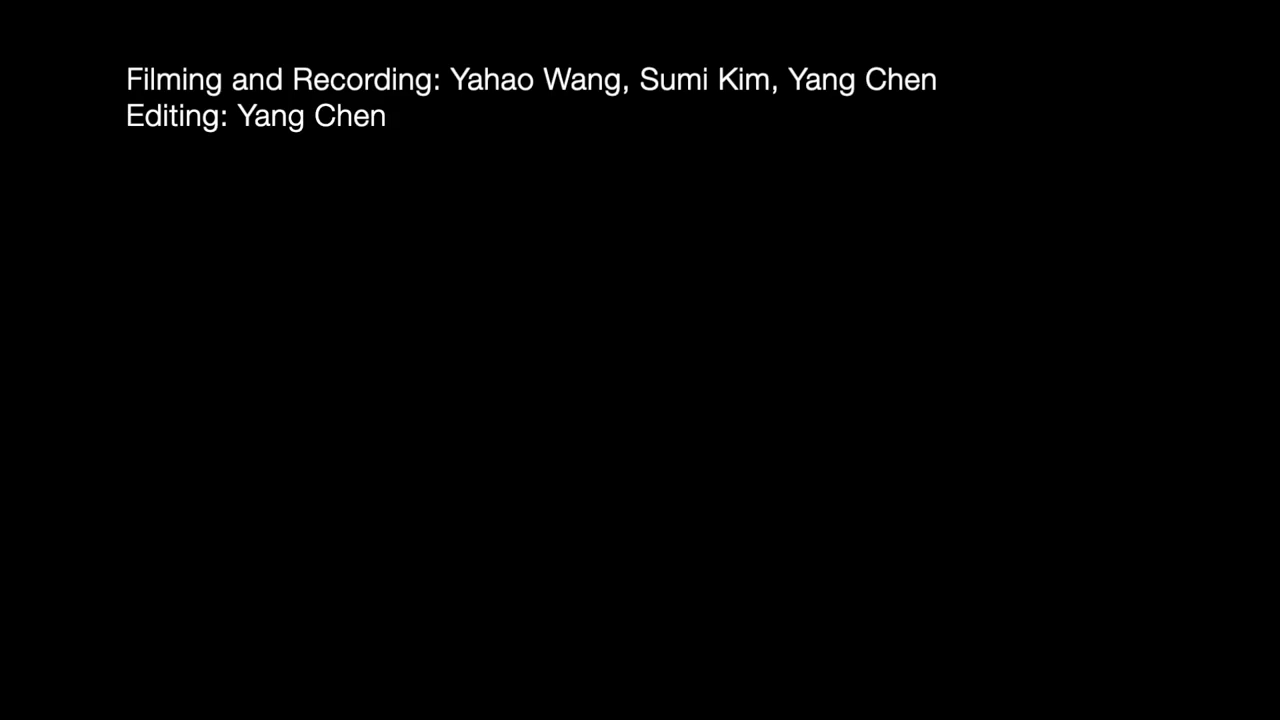 Filming and Recording: Yahao Wang, Sumi Kim, Yang Chen
Editing: Yang Chen